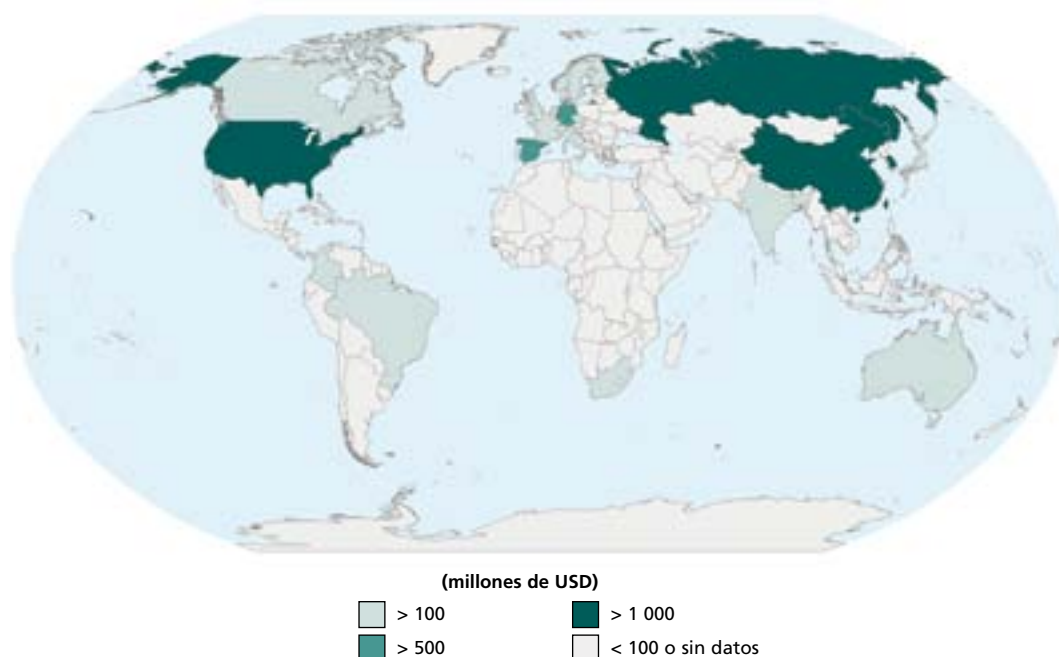 (millones de USD)
> 100
> 1 000
> 500
< 100 o sin datos